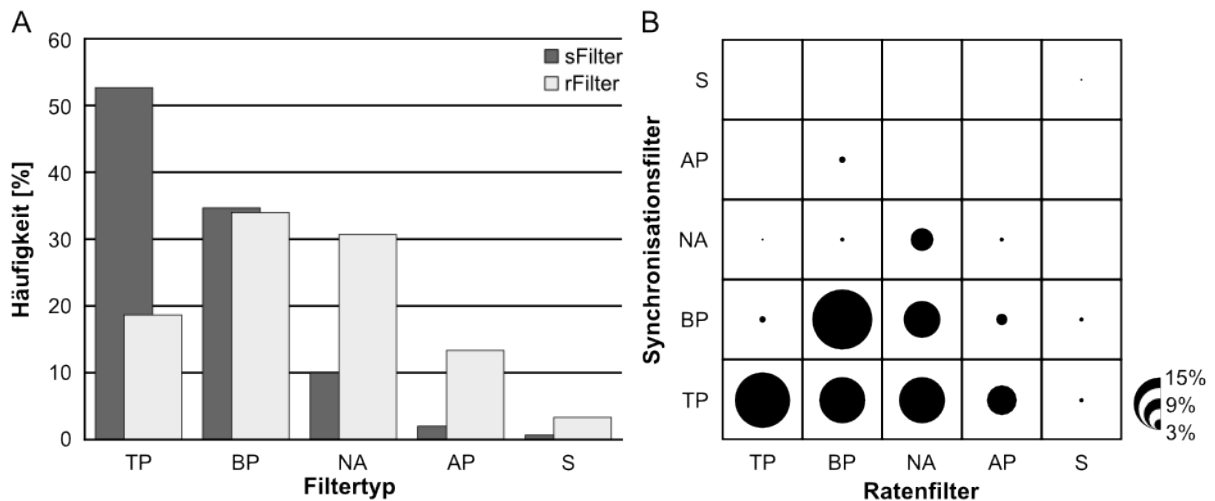 A
60
50
40
30
20
10
0
Häufigkeit [%]
sFilter
rFilter
TP BP NA AP S
Filtertyp
B
Synchronisationsfilter
S
AP
NA
BP
TP
TP BP NA AP S
Ratenfilter
15%
9%
3%